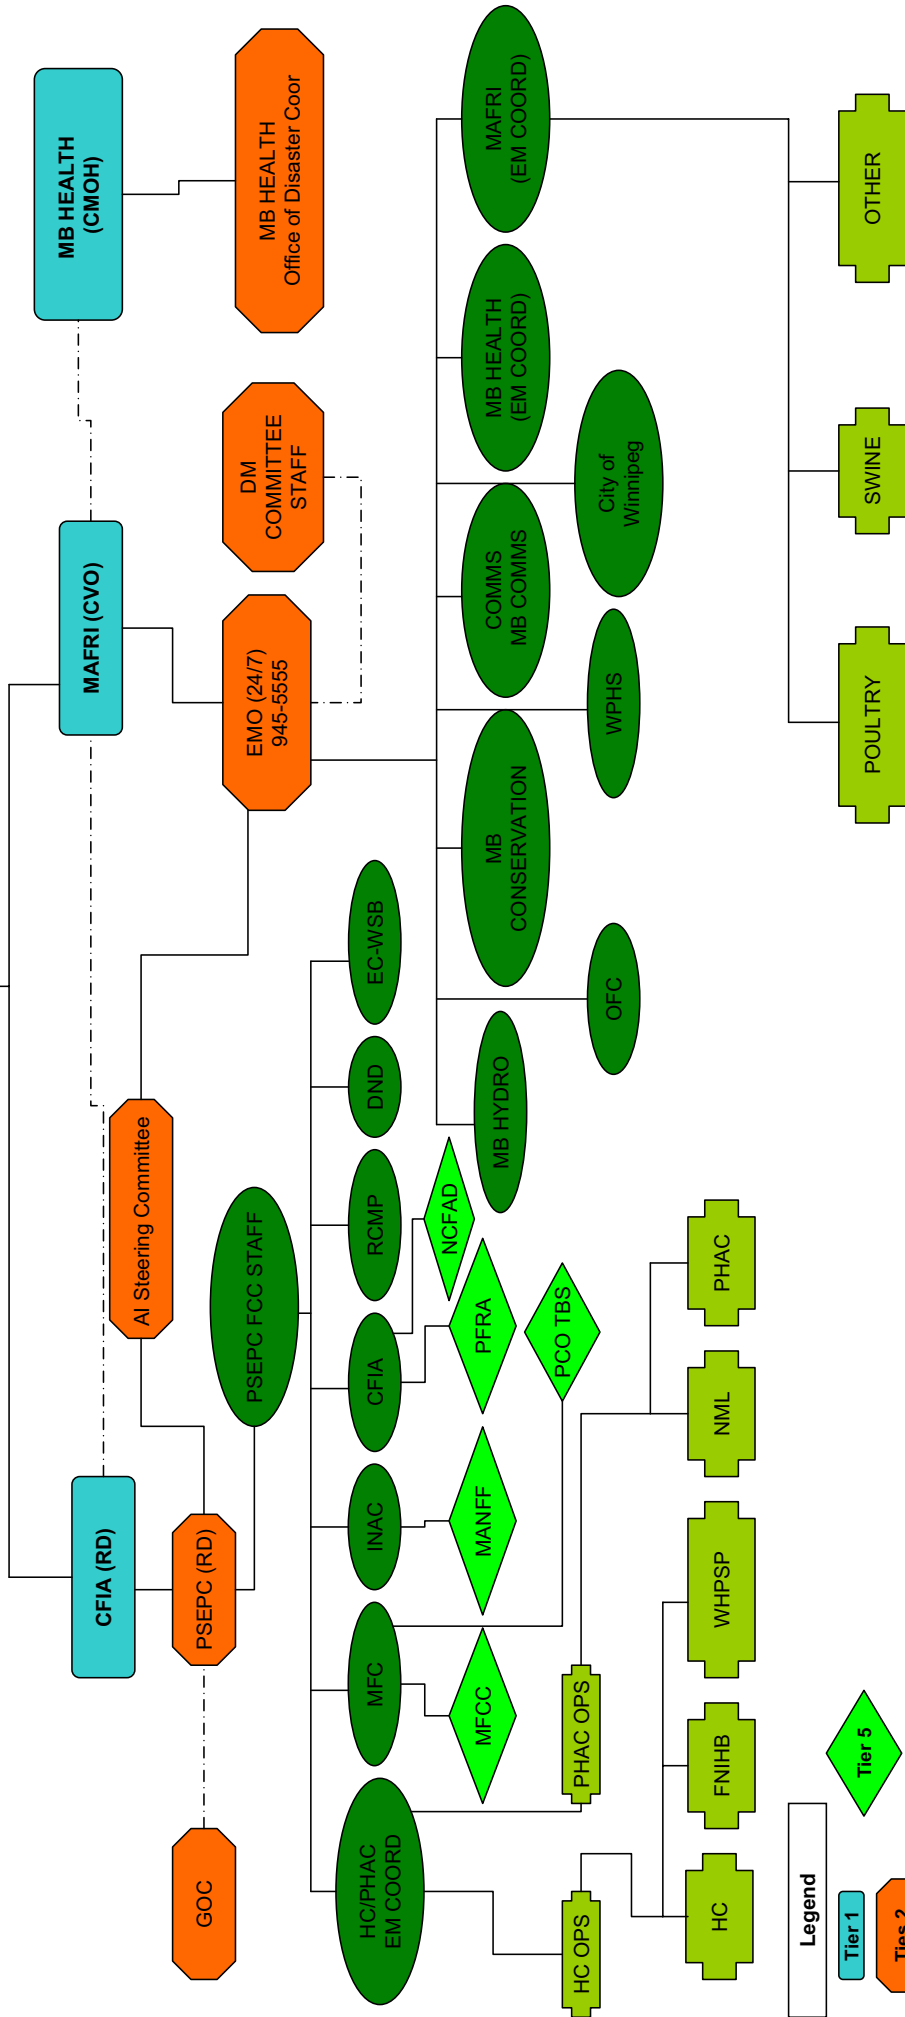 CFIA (RD)
MAFRI (CVO)
MB HEALTH
(CMOH)
GOC
PSEPC (RD)
AI Steering Committee
EMO (24/7)
945-5555
DM
COMMITTEE
STAFF
MB HEALTH
Office of Disaster Coor
PSEPC FCC STAFF
HC/PHAC
EM COORD
MFC
INAC
CFIA
RCMP
DND
EC-WSB
MFCC
MANFF
PFRA
NCFAD
PCO TBS
MB HYDRO
MB
CONSERVATION
COMMS
MB COMMS
MB HEALTH
(EM COORD)
MAFRI
(EM COORD)
OFC
WPHS
City of
Winnipeg
HC OPS
PHAC OPS
HC
FNIHB
WHPSP
NML
PHAC
POULTRY
SWINE
OTHER
Legend
Tier 1
Ties 2
Tier 5